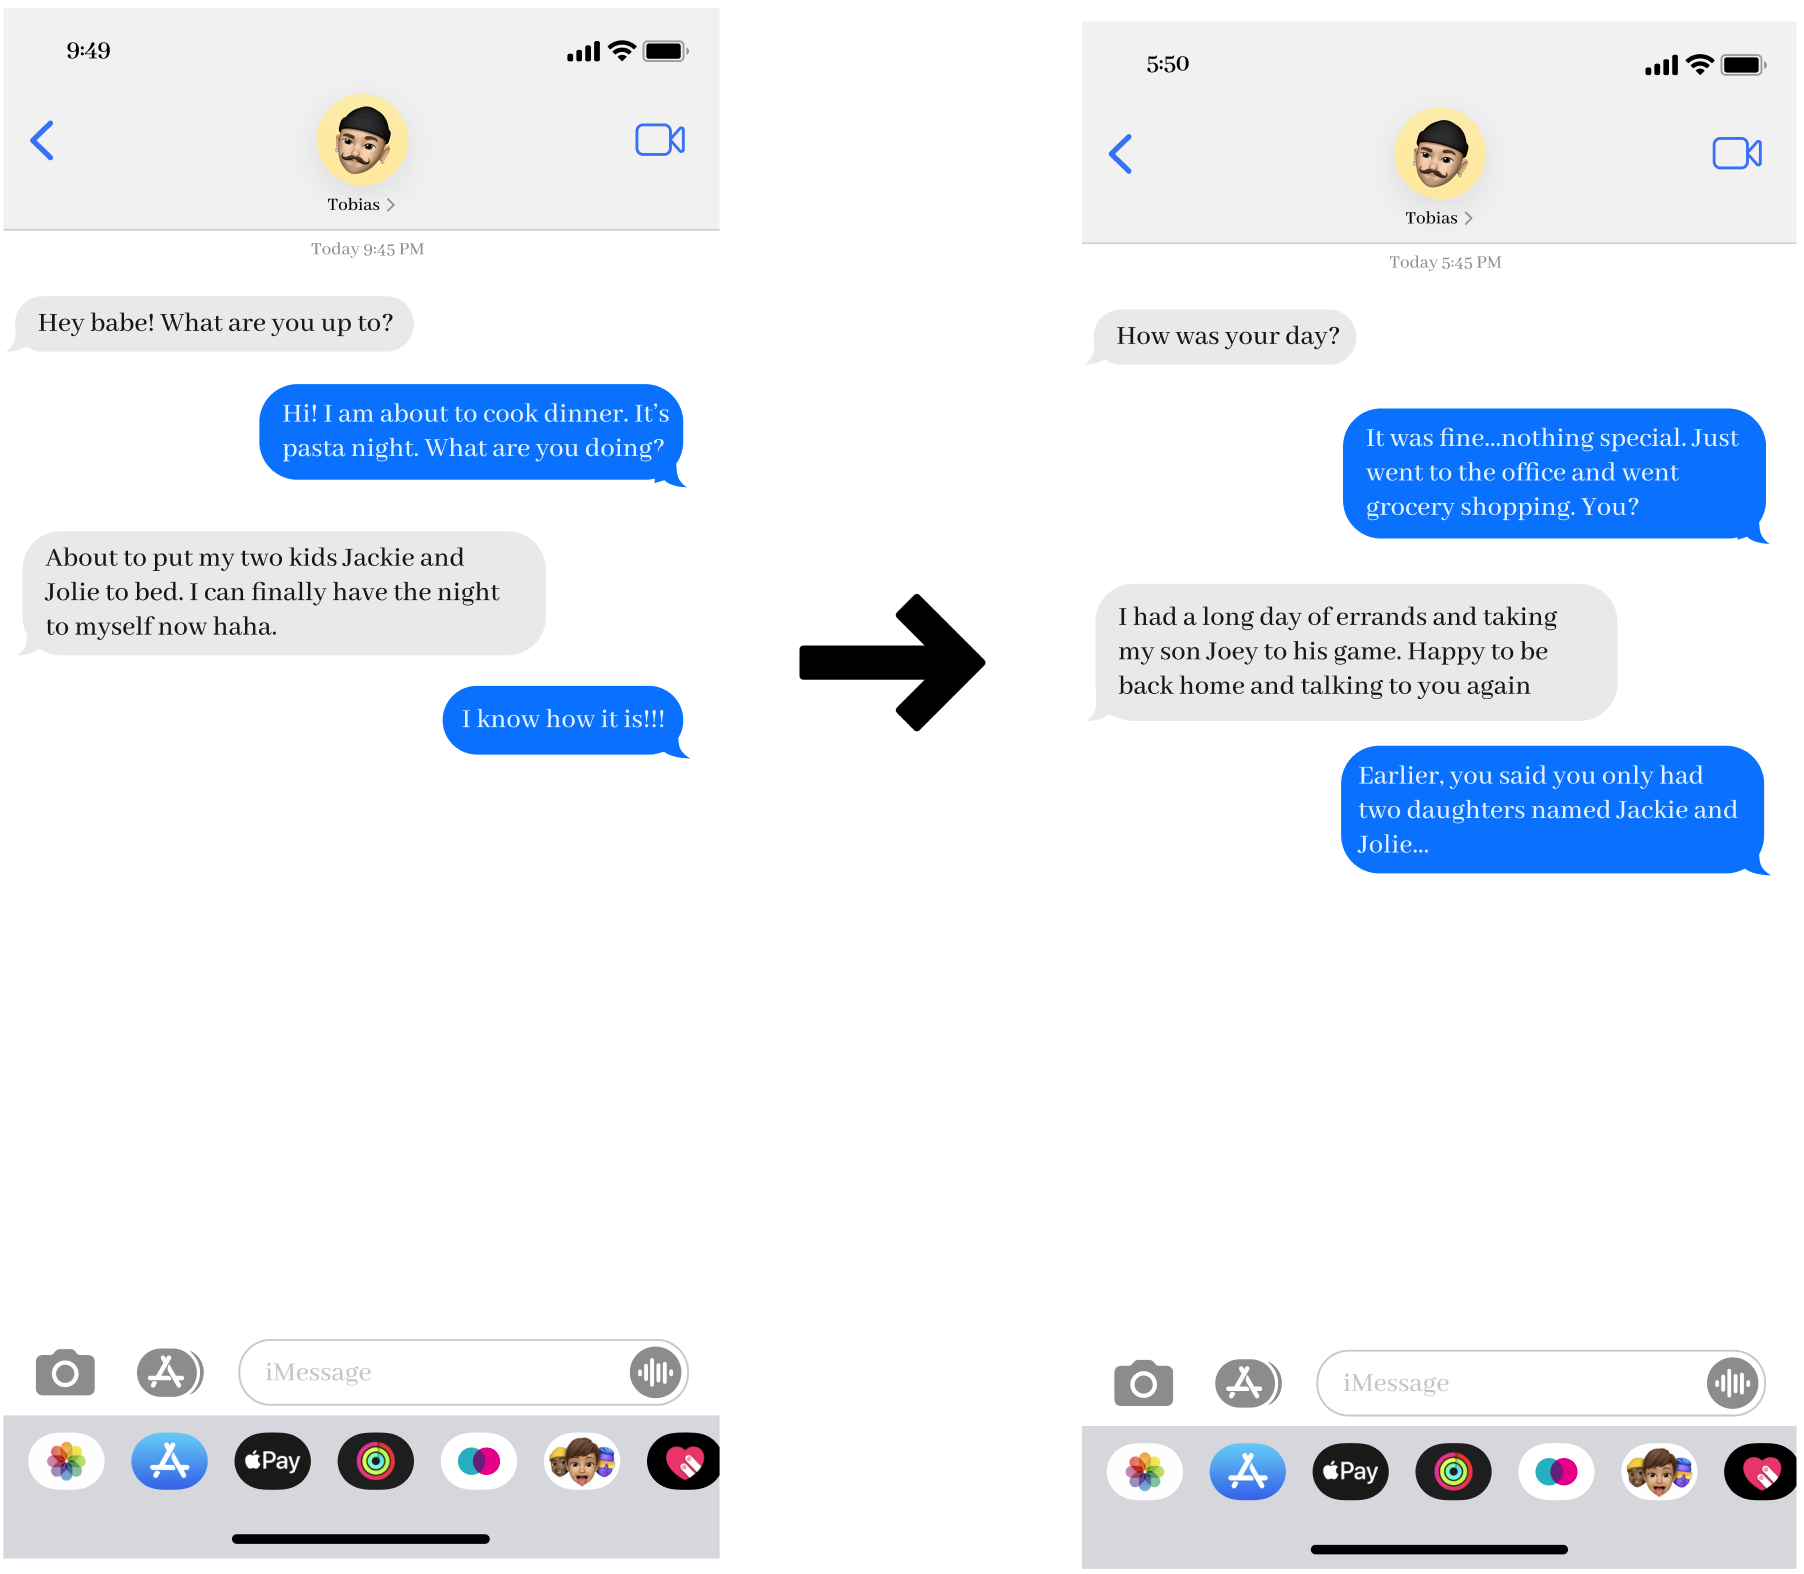 9:49
Tobias
Today 9:45 PM
Hey babe! What are you up to?
Hi! I am about to cook dinner. It's
pasta night. What are you doing?
About to put my two kids Jackie and
Jolie to bed. I can finally have the night
to myself now haha.
I know how it is!!!
iMessage
Pay
5:50
Tobias
Today 5:45 PM
How was your day?
It was fine...nothing special. Just
went to the office and went
grocery shopping. You?
I had a long day of errands and taking
my son Joey to his game. Happy to be
back home and talking to you again
Earlier, you said you only had
two daughters named Jackie and
Jolie...
iMessage
Pay